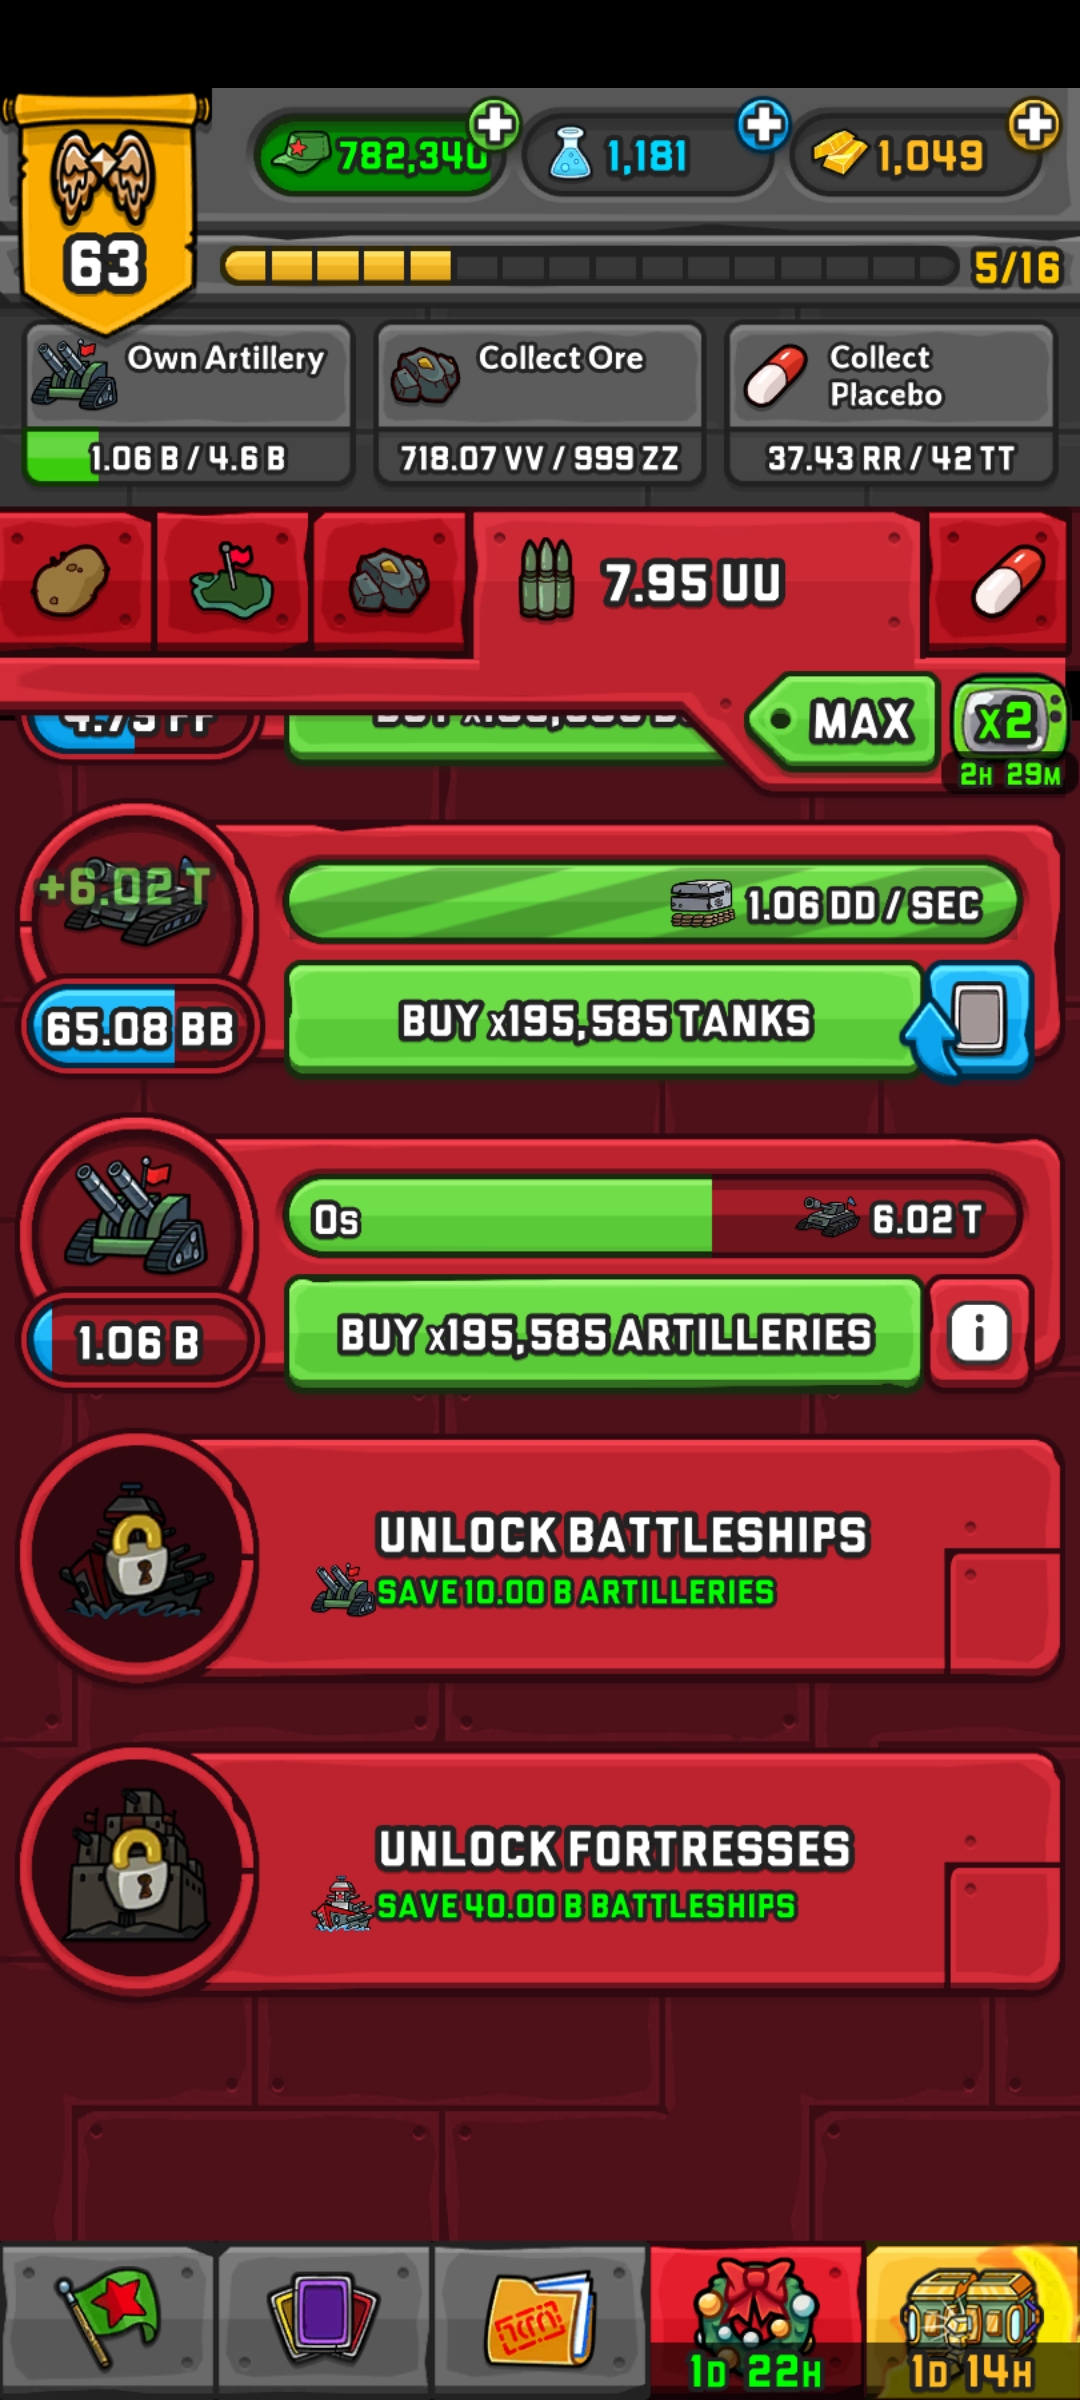 782,340
1,181
1,049
63
5/16
Own Artillery
1.06 B / 4.6 B
Collect Ore
718.07 VV / 999 ZZ
Collect
Placebo
37.43 RR / 42 TT
7.95 UU
MAX
x2
2H 29M
+6.02 T
1.06 DD / SEC
65.08 BB
BUY x195,585 TANKS
0s
6.02 T
1.06 B
BUY x195,585 ARTILLERIES
i
UNLOCK BATTLESHIPS
SAVE 10.00 B ARTILLERIES
UNLOCK FORTRESSES
SAVE 40.00 B BATTLESHIPS
1D 22H
1D 14H